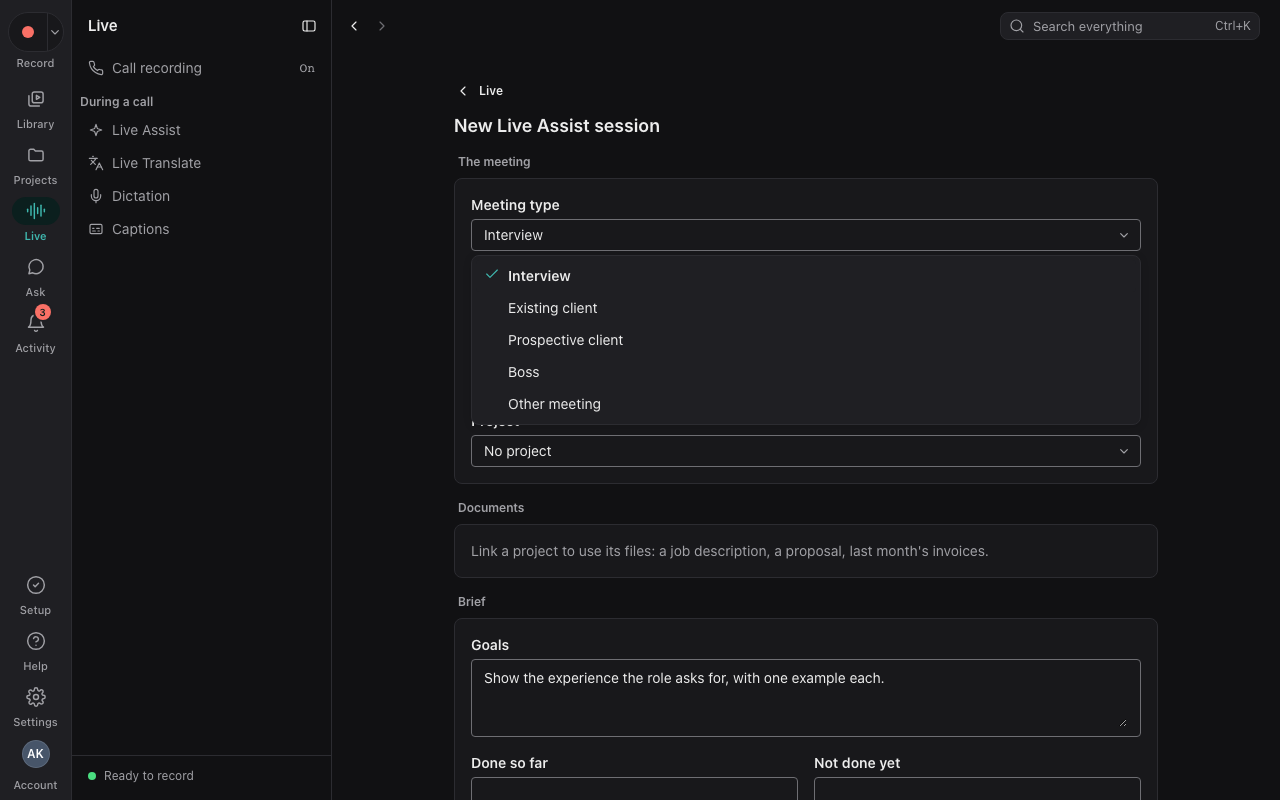 Record
Library
Projects
Live
Ask
3
Activity
Setup
Help
Settings
AK
Account
Live
Call recording On
During a call
Live Assist
Live Translate
Dictation
Captions
Ready to record
Search everything Ctrl+K
Live
New Live Assist session
The meeting
Meeting type
Interview
Interview
Existing client
Prospective client
Boss
Other meeting
No project
Documents
Link a project to use its files: a job description, a proposal, last month's invoices.
Brief
Goals
Show the experience the role asks for, with one example each.
Done so far Not done yet